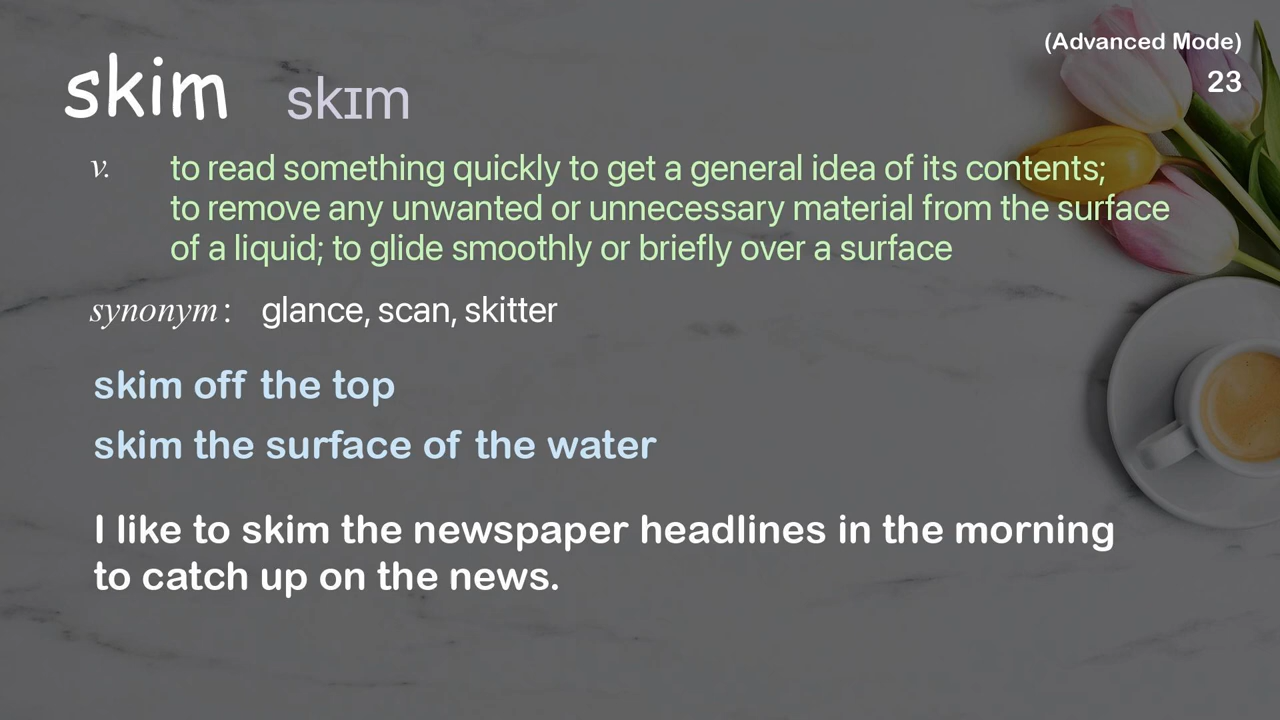 (Advanced Mode)
23
skim skɪm
v. to read something quickly to get a general idea of its contents;
to remove any unwanted or unnecessary material from the surface
of a liquid; to glide smoothly or briefly over a surface
synonym: glance, scan, skitter
skim off the top
skim the surface of the water
I like to skim the newspaper headlines in the morning
to catch up on the news.